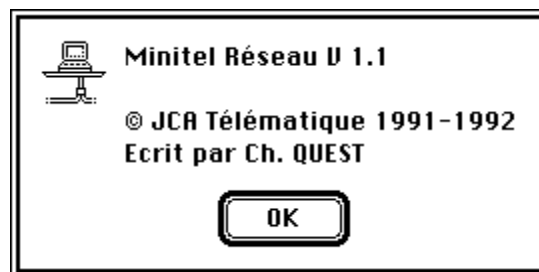 Minitel Réseau V 1.1
© JCA Télématique 1991-1992
Ecrit par Ch. QUEST
OK